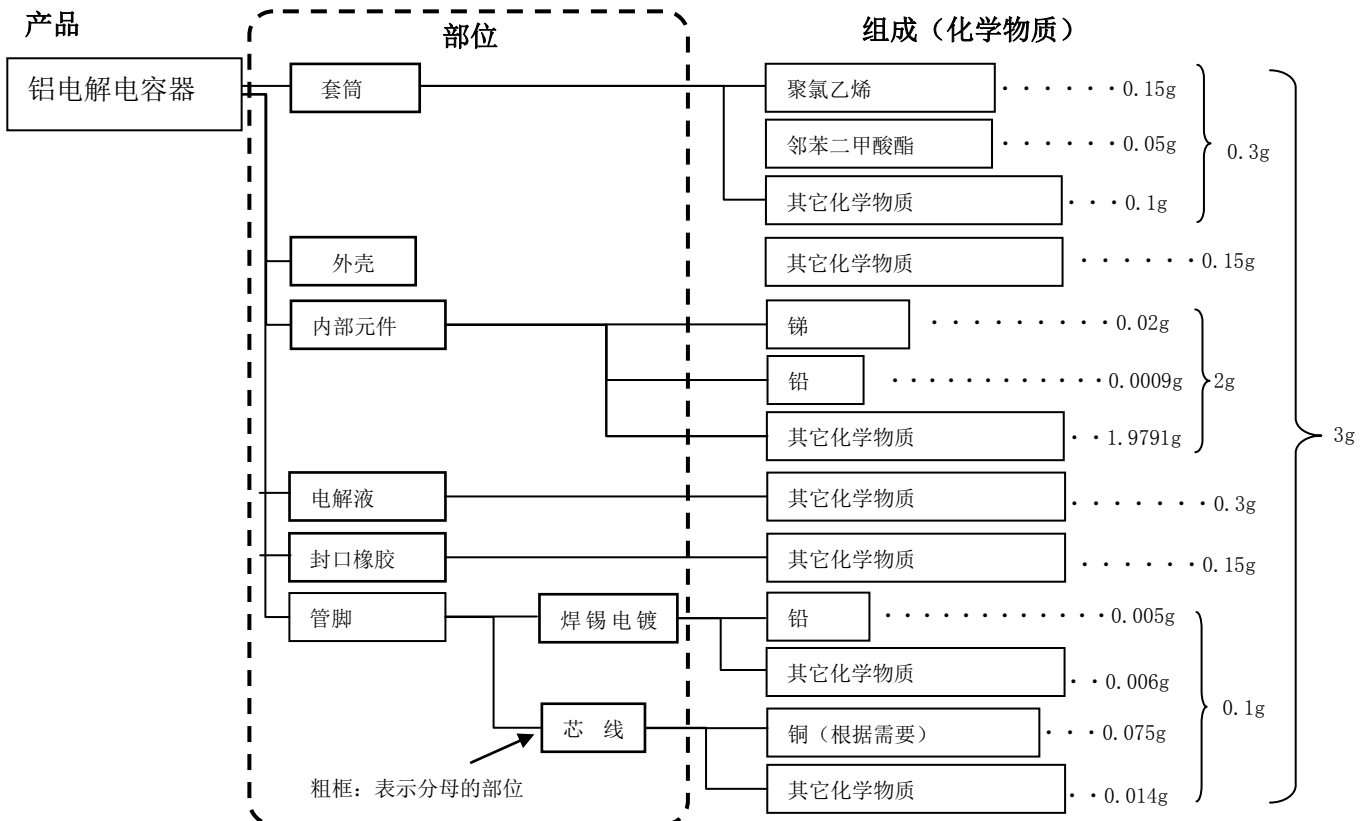 产品
部位
组成（化学物质）
铝电解电容器
套筒
聚氯乙烯
······0.15g
邻苯二甲酸酯
······0.05g
0.3g
其它化学物质
···0.1g
外壳
其它化学物质
······0.15g
内部元件
锑
·········0.02g
铅
············0.0009g
2g
其它化学物质
··1.9791g
3g
电解液
其它化学物质
·······0.3g
封口橡胶
其它化学物质
······0.15g
管脚
焊锡电镀
铅
············0.005g
其它化学物质
··0.006g
0.1g
芯 线
铜（根据需要）
···0.075g
粗框：表示分母的部位
其它化学物质
··0.014g